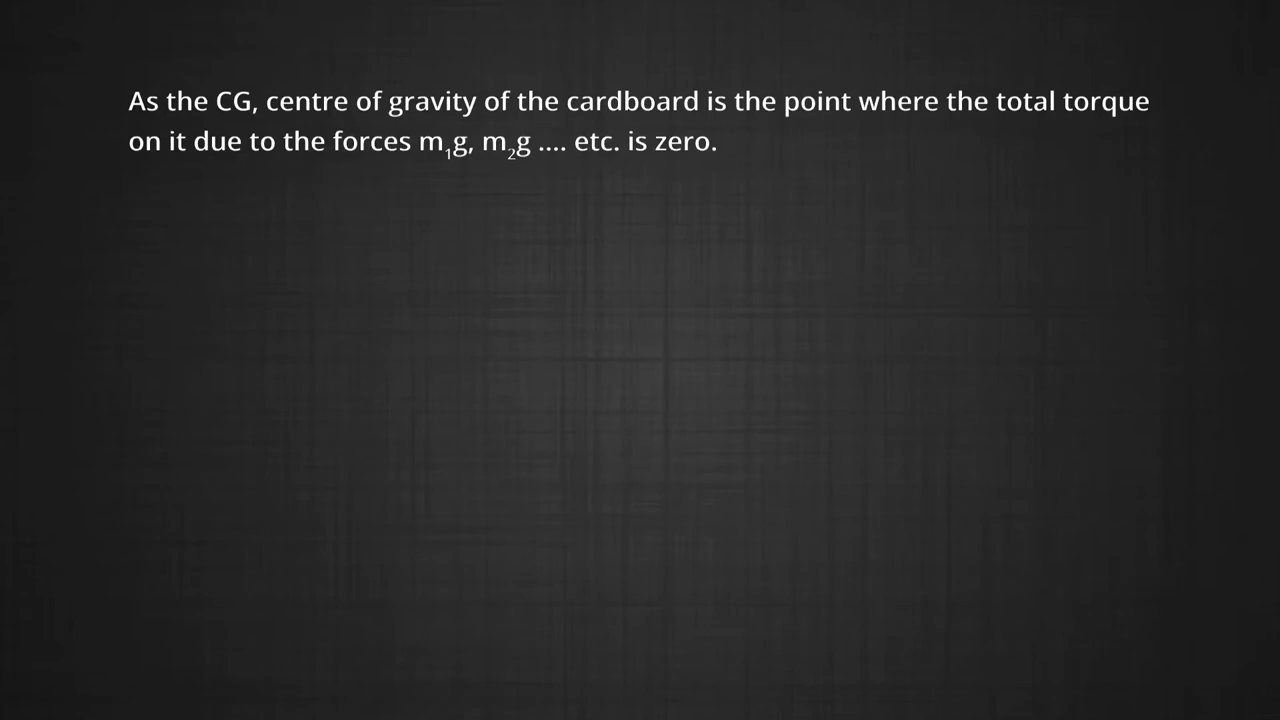 As the CG, centre of gravity of the cardboard is the point where the total torque
on it due to the forces m₁g, m₂g .... etc. is zero.